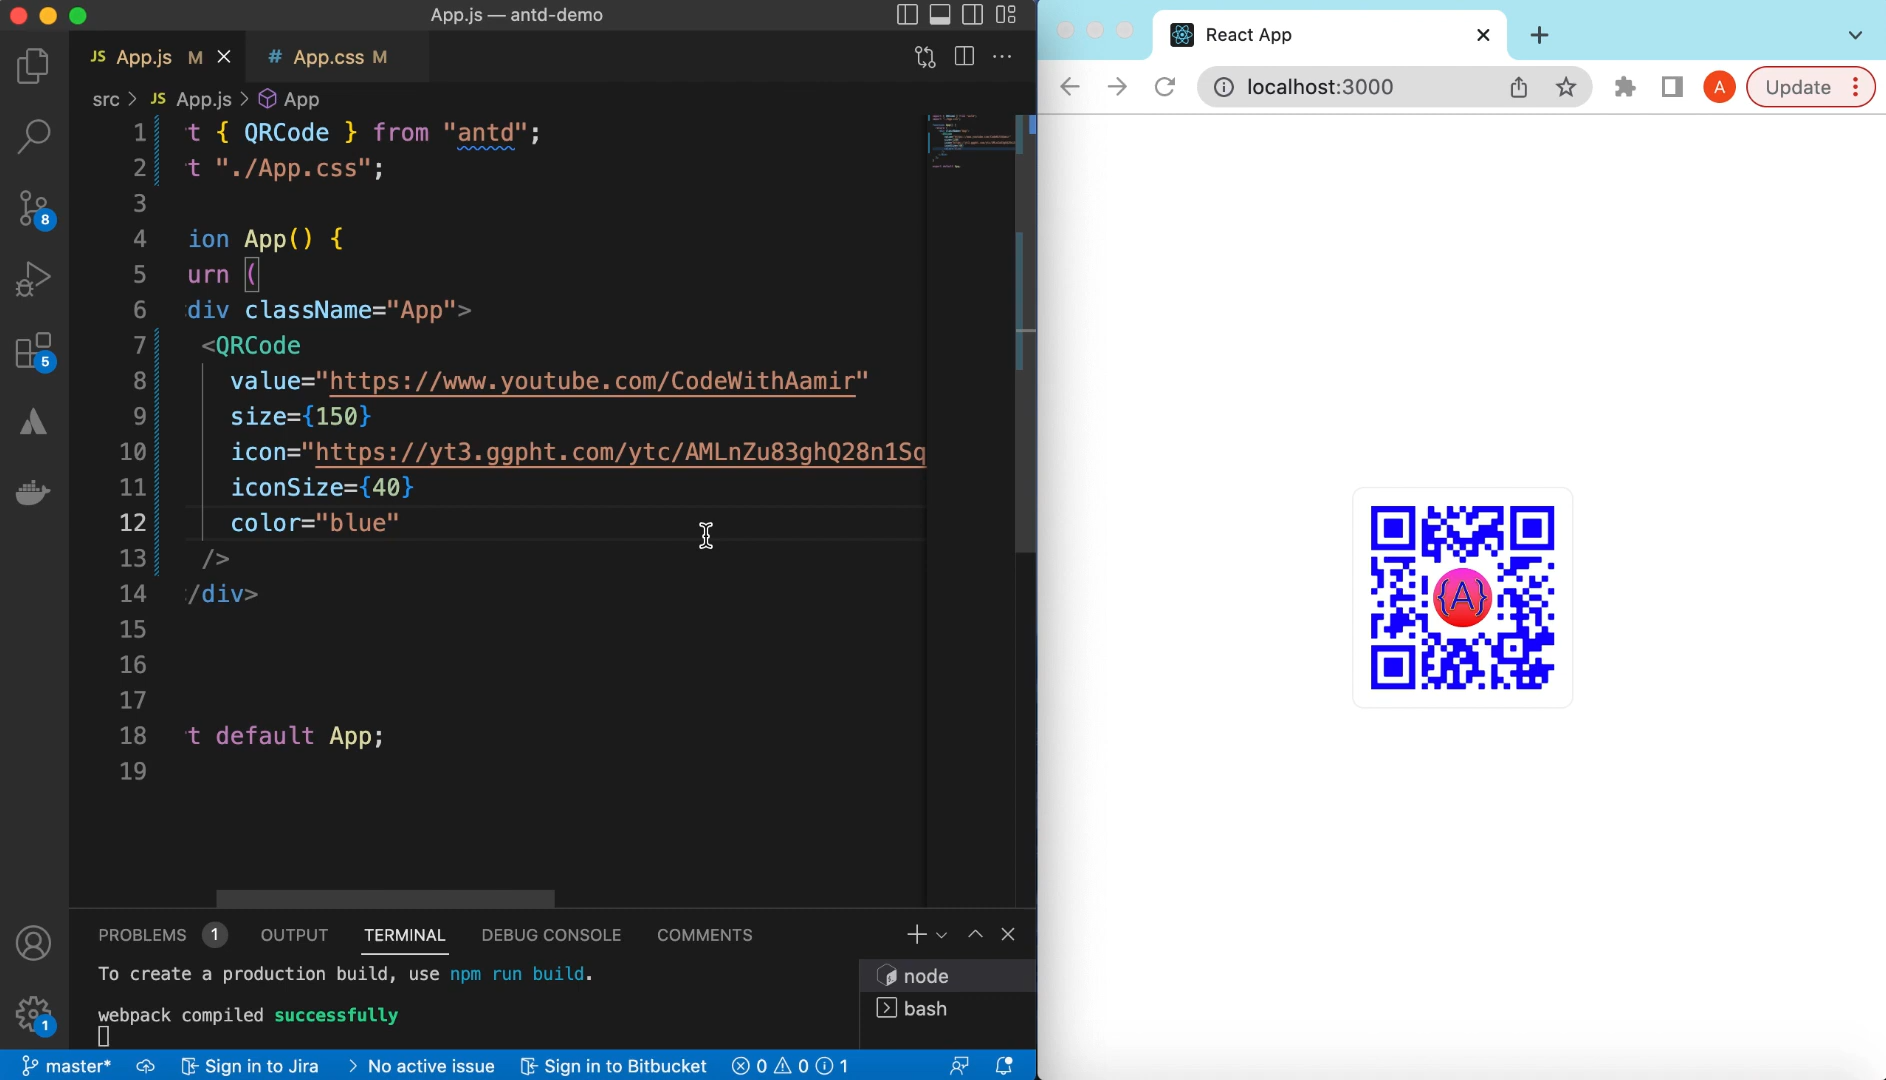 App.js — antd-demo
JS App.js M
# App.css M
src > JS App.js > App
1 t { QRCode } from "antd";
2 t "./App.css";
3
4 ion App() {
5 urn (
6 div className="App">
7 <QRCode
8 value="https://www.youtube.com/CodeWithAamir"
9 size={150}
10 icon="https://yt3.ggpht.com/ytc/AMLnZu83ghQ28n1Sq
11 iconSize={40}
12 color="blue"
13 />
14 /div>
15
16
17
18 t default App;
19
8
5
1
PROBLEMS 1 OUTPUT TERMINAL DEBUG CONSOLE COMMENTS
To create a production build, use npm run build.
webpack compiled successfully
node
bash
master* Sign in to Jira > No active issue Sign in to Bitbucket 0 0 1
React App
localhost:3000
A
Update
{A}